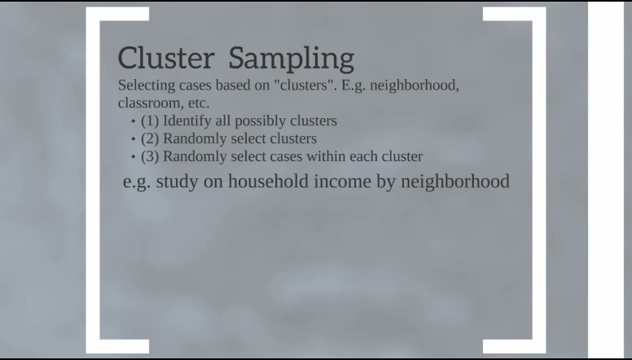 Cluster Sampling
Selecting cases based on "clusters". E.g. neighborhood,
classroom, etc.
• (1) Identify all possibly clusters
• (2) Randomly select clusters
• (3) Randomly select cases within each cluster
e.g. study on household income by neighborhood